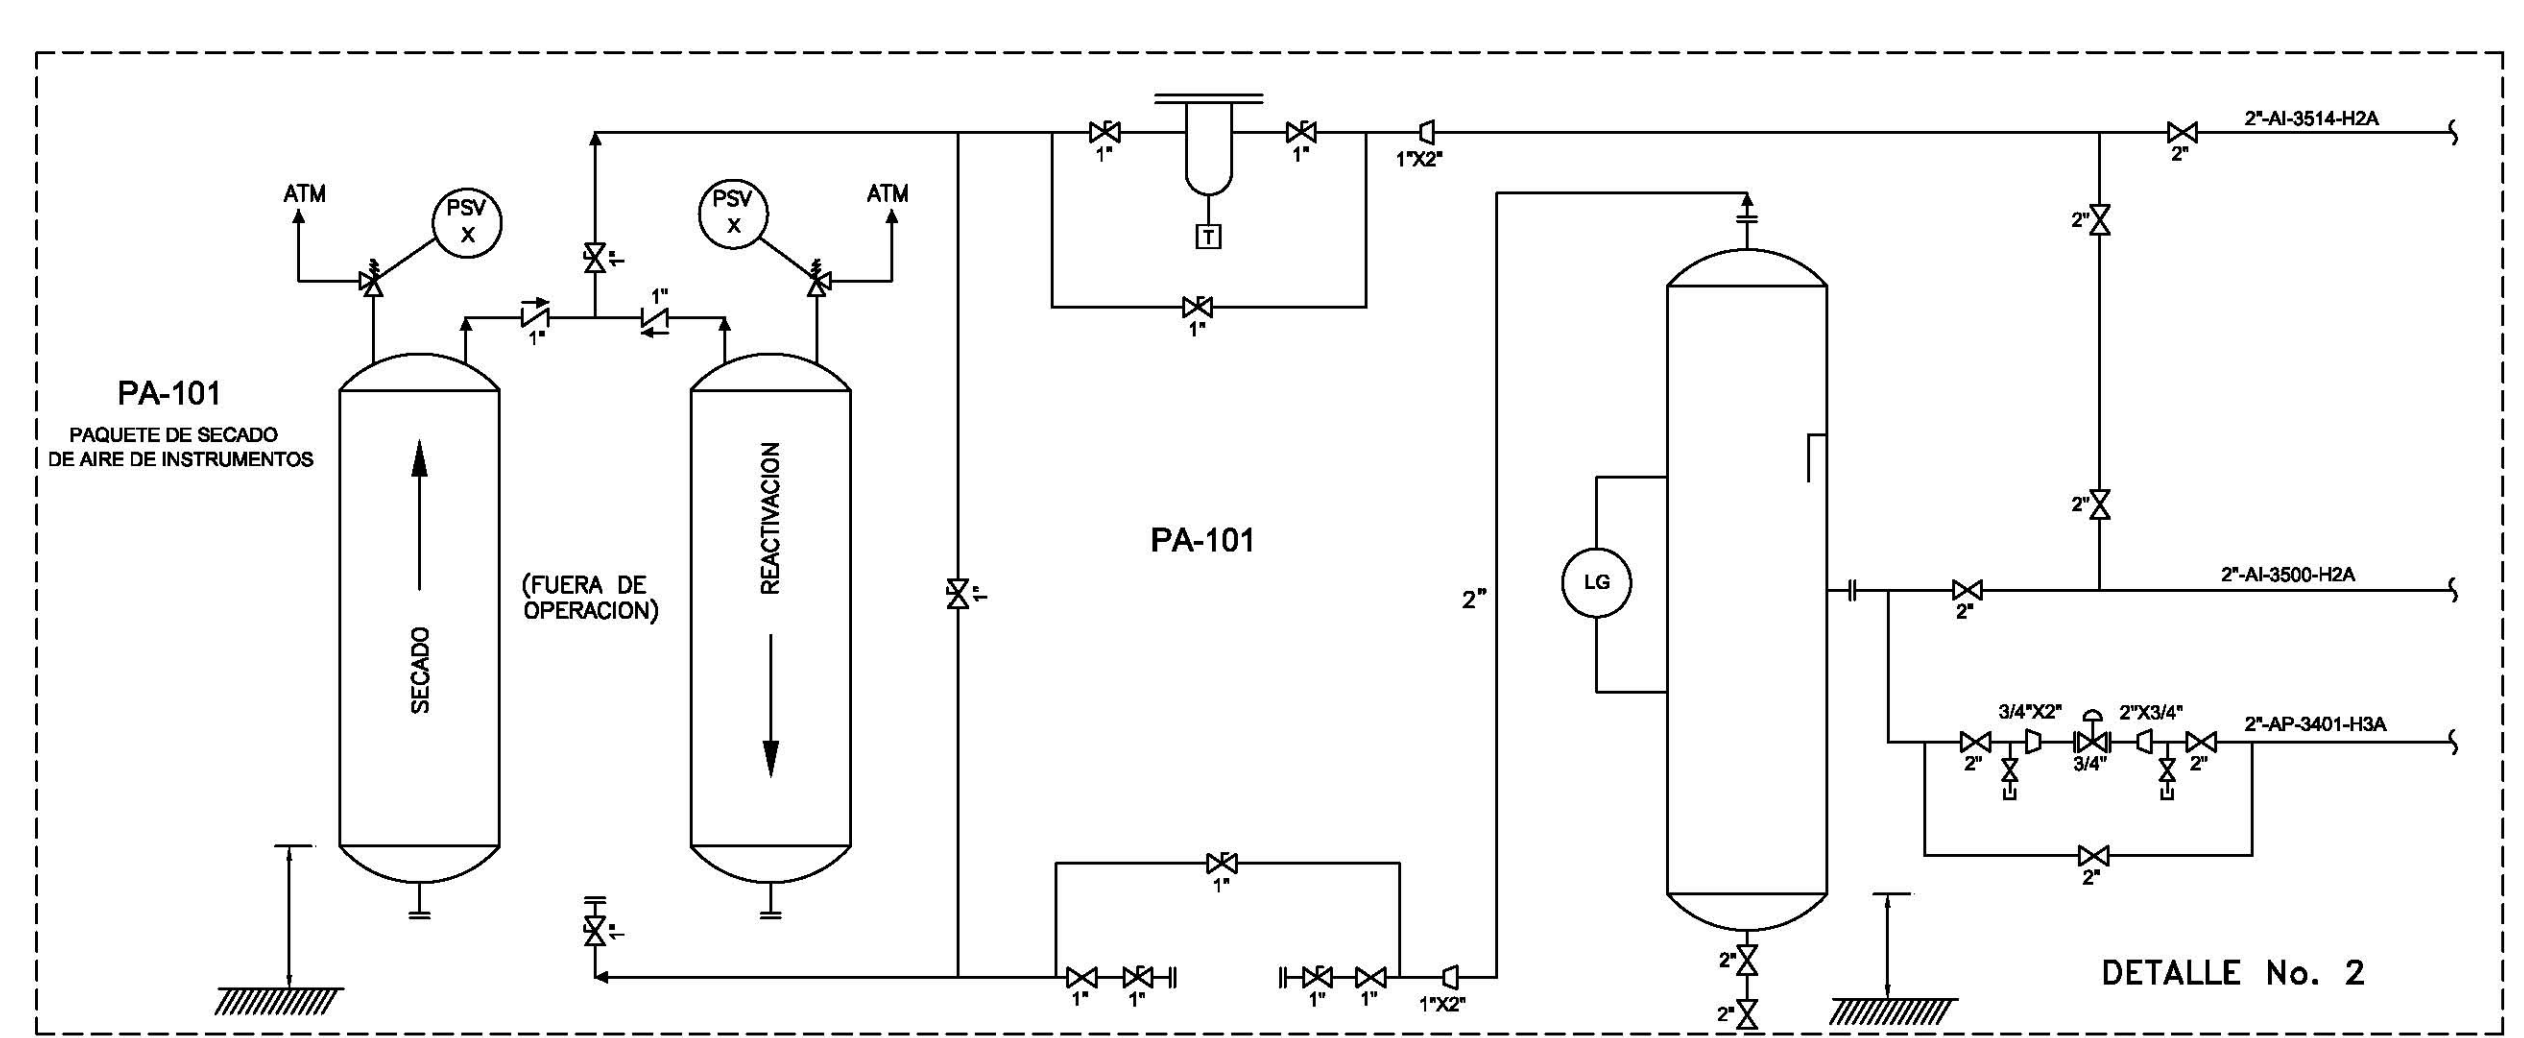 2"-AI-3514-H2A
1"
1"
1"X2"
2"
ATM
PSV
X
PSV
X
ATM
2"
T
1"
1"
1"
1"
PA-101
PAQUETE DE SECADO
DE AIRE DE INSTRUMENTOS
SECADO
REACTIVACION
(FUERA DE
OPERACION)
1"
PA-101
2"
LG
2"
2"-AI-3500-H2A
2"
3/4"X2"
2"X3/4"
2"-AP-3401-H3A
2"
3/4"
2"
2"
1"
1"
1"
1"
1"
1"
1"X2"
2"
2"
DETALLE No. 2